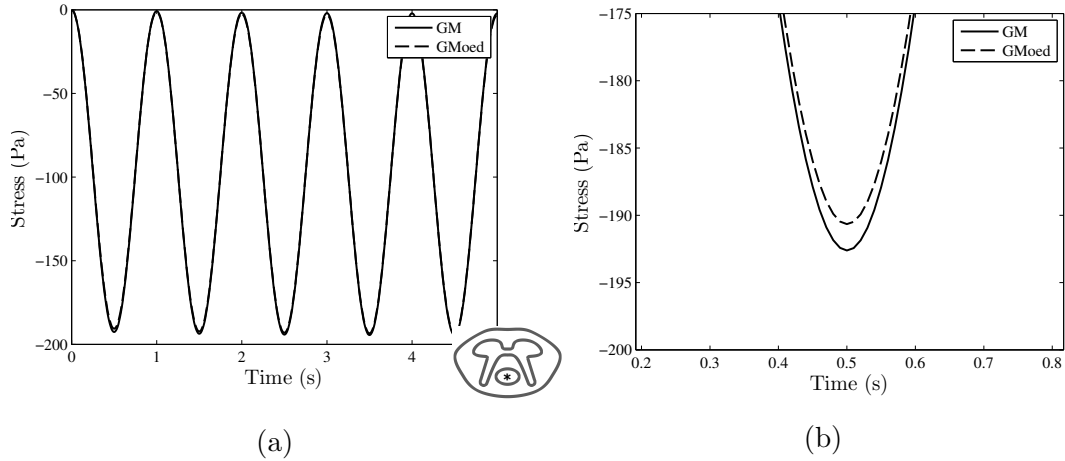 0
−50
−100
−150
−200
Stress (Pa)
0 1 2 3 4
Time (s)
GM
GMoed
*
(a)
−175
−180
−185
−190
−195
−200
Stress (Pa)
0.2 0.3 0.4 0.5 0.6 0.7 0.8
Time (s)
GM
GMoed
(b)